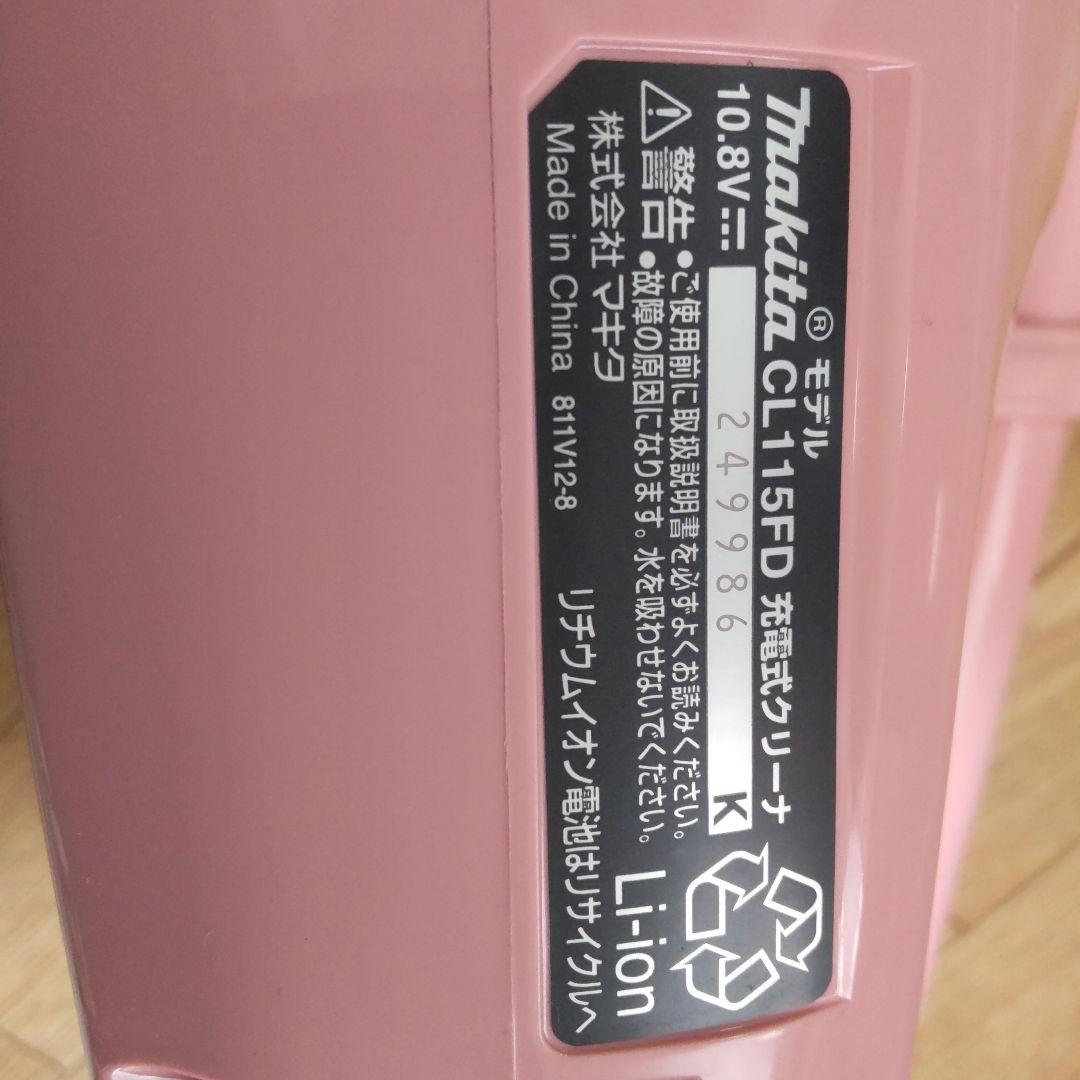 makita® モデル CL115FD 充電式クリーナ
10.8V 249986 K
⚠警告 •ご使用前に取扱説明書を必ずよくお読みください。
•故障の原因になります。水を吸わせないでください。
株式会社 マキタ
Li-ion
Made in China 811V12-8 リチウムイオン電池はリサイクルへ